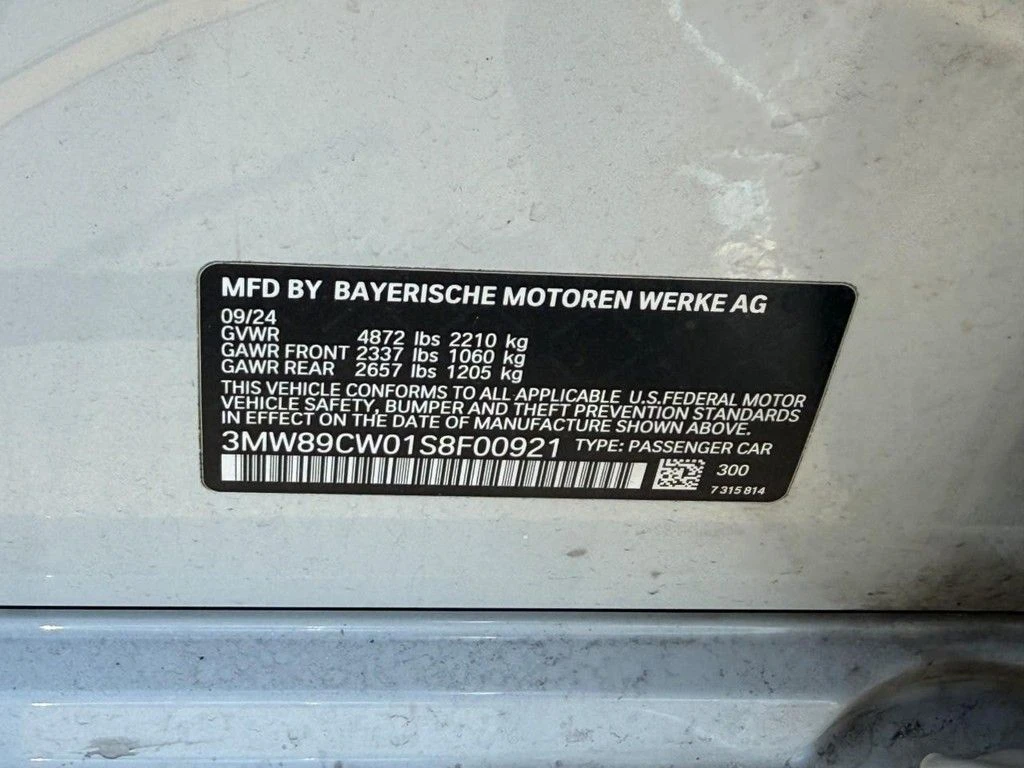 MFD BY BAYERISCHE MOTOREN WERKE AG
09/24
GVWR 4872 lbs 2210 kg
GAWR FRONT 2337 lbs 1060 kg
GAWR REAR 2657 lbs 1205 kg
THIS VEHICLE CONFORMS TO ALL APPLICABLE U.S.FEDERAL MOTOR
VEHICLE SAFETY, BUMPER AND THEFT PREVENTION STANDARDS
IN EFFECT ON THE DATE OF MANUFACTURE SHOWN ABOVE.
3MW89CW01S8F00921 TYPE: PASSENGER CAR
300
7 315 814